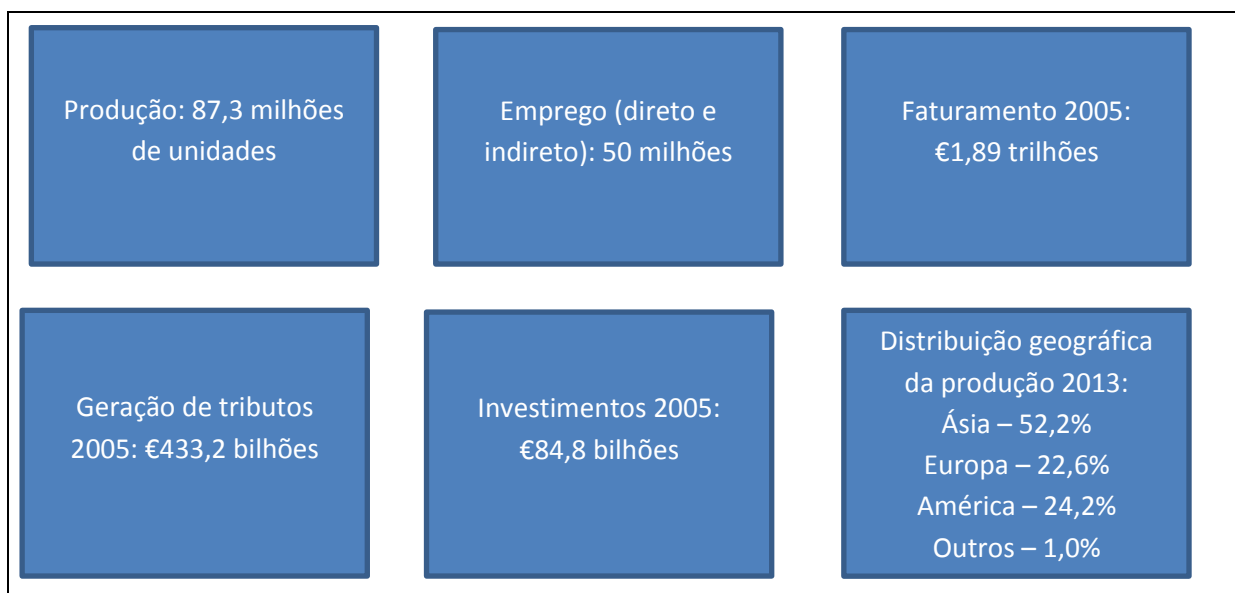 Produção: 87,3 milhões
de unidades
Emprego (direto e
indireto): 50 milhões
Faturamento 2005:
€1,89 trilhões
Geração de tributos
2005: €433,2 bilhões
Investimentos 2005:
€84,8 bilhões
Distribuição geográfica
da produção 2013:
Ásia – 52,2%
Europa – 22,6%
América – 24,2%
Outros – 1,0%